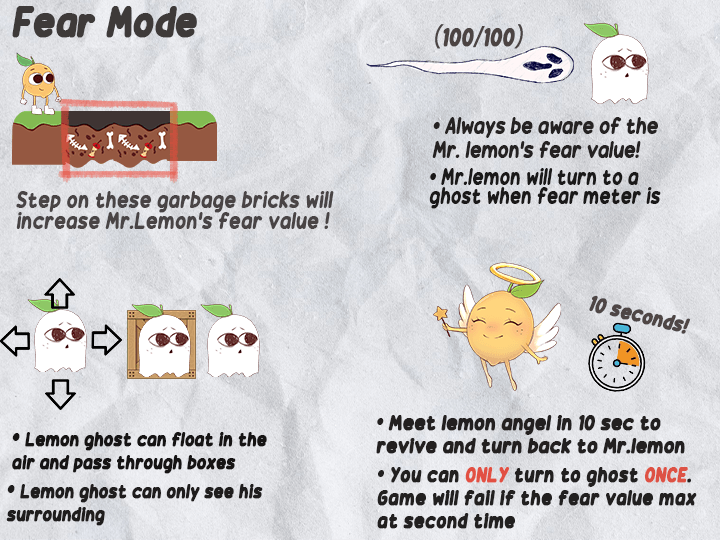 Fear Mode
Step on these garbage bricks will
increase Mr.Lemon's fear value !
(100/100)
• Always be aware of the
Mr. lemon's fear value!
• Mr.lemon will turn to a
ghost when fear meter is
• Lemon ghost can float in the
air and pass through boxes
• Lemon ghost can only see his
surrounding
10 seconds!
• Meet lemon angel in 10 sec to
revive and turn back to Mr.lemon
• You can ONLY turn to ghost ONCE.
Game will fail if the fear value max
at second time